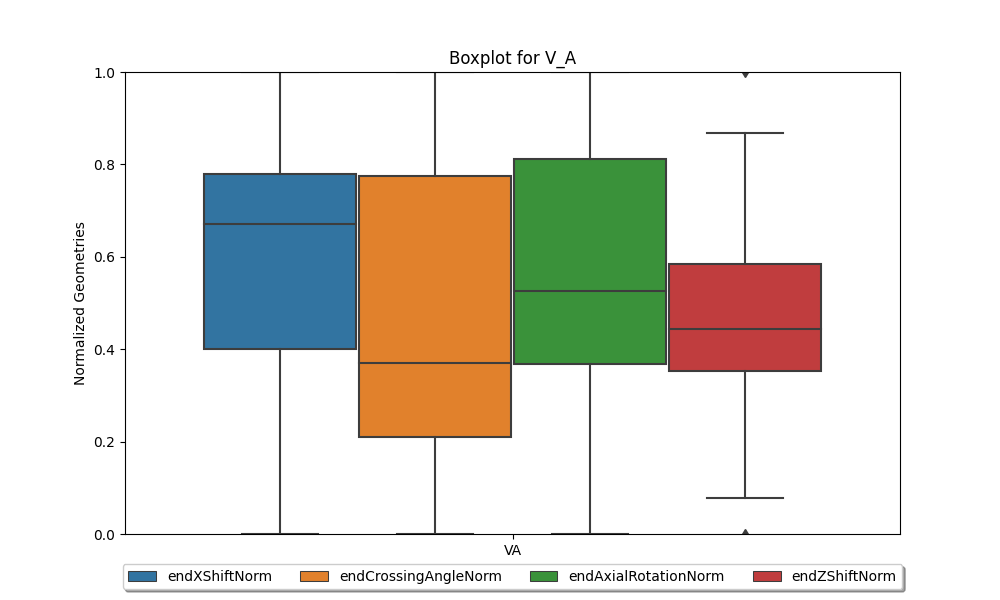 Boxplot for V_A
Normalized Geometries
1.0
0.8
0.6
0.4
0.2
0.0
VA
endXShiftNorm endCrossingAngleNorm endAxialRotationNorm endZShiftNorm